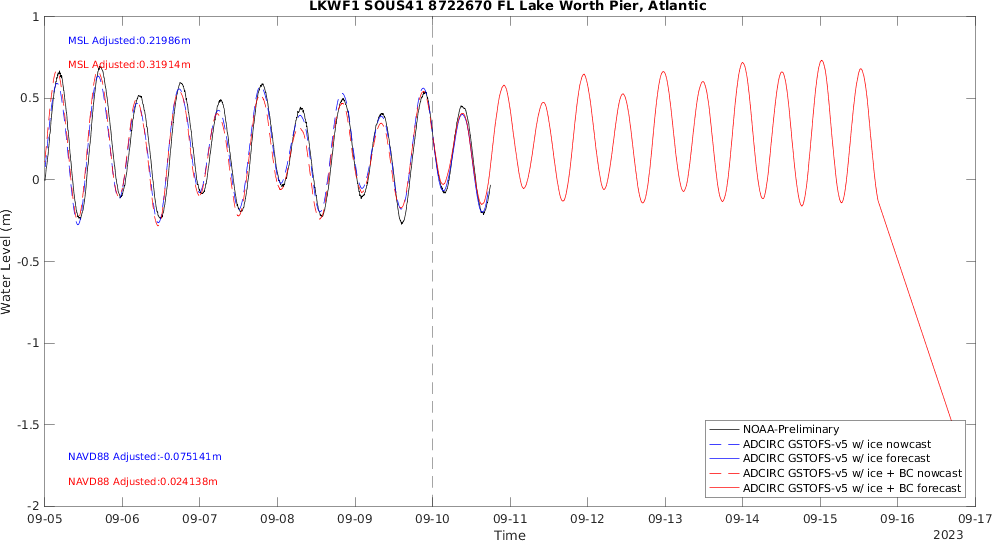 LKWF1 SOUS41 8722670 FL Lake Worth Pier, Atlantic
MSL Adjusted:0.21986m
MSL Adjusted:0.31914m
1
0.5
0
-0.5
-1
-1.5
-2
Water Level (m)
NAVD88 Adjusted:-0.075141m
NAVD88 Adjusted:0.024138m
NOAA-Preliminary
ADCIRC GSTOFS-v5 w/ ice nowcast
ADCIRC GSTOFS-v5 w/ ice forecast
ADCIRC GSTOFS-v5 w/ ice + BC nowcast
ADCIRC GSTOFS-v5 w/ ice + BC forecast
09-05 09-06 09-07 09-08 09-09 09-10 09-11 09-12 09-13 09-14 09-15 09-16 09-17
Time
2023